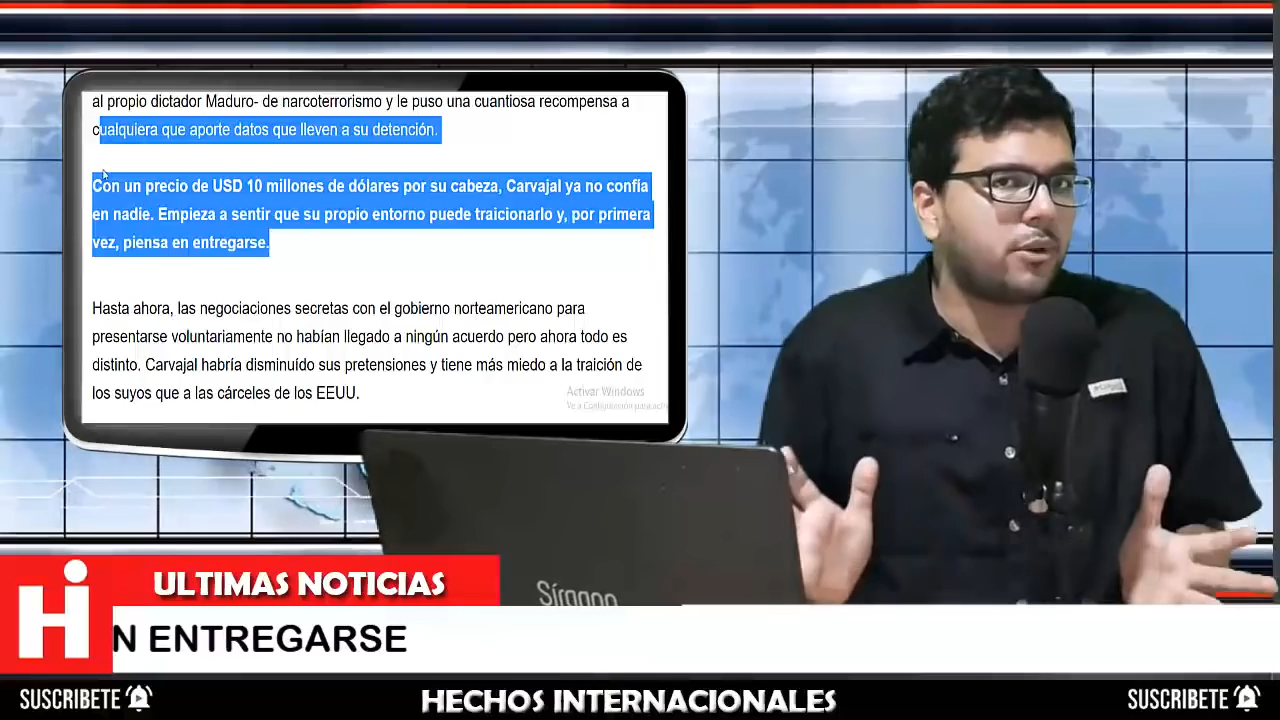 al propio dictador Maduro- de narcoterrorismo y le puso una cuantiosa recompensa a
cualquiera que aporte datos que lleven a su detención.
Con un precio de USD 10 millones de dólares por su cabeza, Carvajal ya no confía
en nadie. Empieza a sentir que su propio entorno puede traicionarlo y, por primera
vez, piensa en entregarse.
Hasta ahora, las negociaciones secretas con el gobierno norteamericano para
presentarse voluntariamente no habían llegado a ningún acuerdo pero ahora todo es
distinto. Carvajal habría disminuído sus pretensiones y tiene más miedo a la traición de
los suyos que a las cárceles de los EEUU.
Activar Windows
Ve a Configuración para
Síragon
Hi
ULTIMAS NOTICIAS
N ENTREGARSE
SUSCRIBETE
HECHOS INTERNACIONALES
SUSCRIBETE